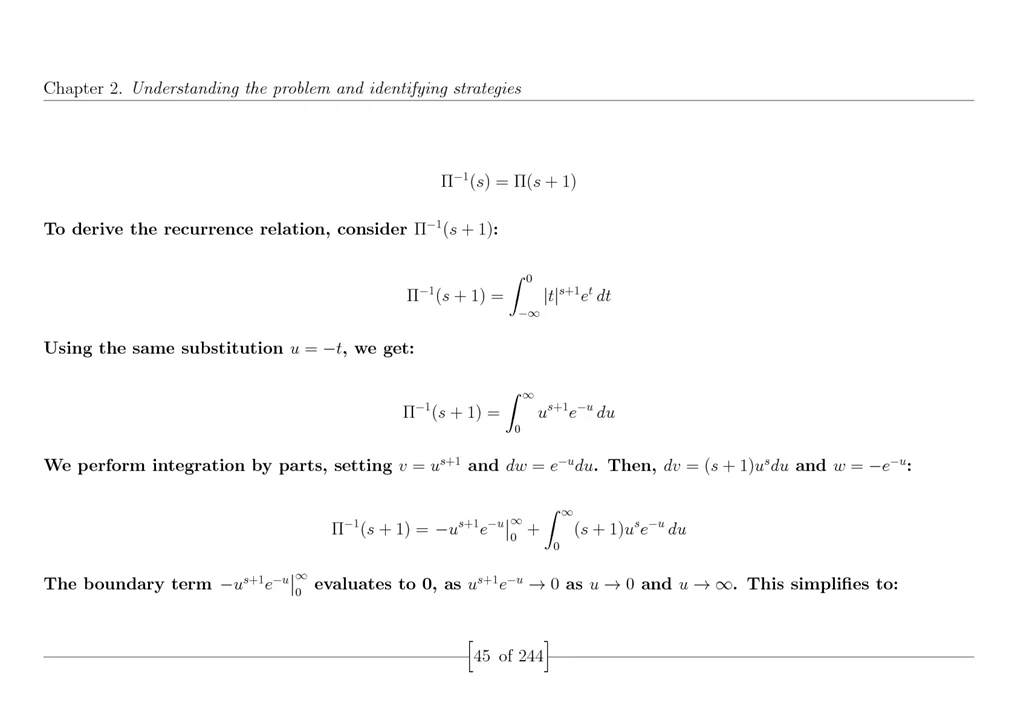 Chapter 2. Understanding the problem and identifying strategies
Π⁻¹(s) = Π(s + 1)
To derive the recurrence relation, consider Π⁻¹(s + 1):
Π⁻¹(s + 1) = ∫_{−∞}^{0} |t|^{s+1} e^{t} dt
Using the same substitution u = −t, we get:
Π⁻¹(s + 1) = ∫_{0}^{∞} u^{s+1} e^{−u} du
We perform integration by parts, setting v = u^{s+1} and dw = e^{−u}du. Then, dv = (s + 1)u^{s}du and w = −e^{−u}:
Π⁻¹(s + 1) = −u^{s+1}e^{−u}|_{0}^{∞} + ∫_{0}^{∞} (s + 1)u^{s}e^{−u} du
The boundary term −u^{s+1}e^{−u}|_{0}^{∞} evaluates to 0, as u^{s+1}e^{−u} → 0 as u → 0 and u → ∞. This simplifies to:
[45 of 244]